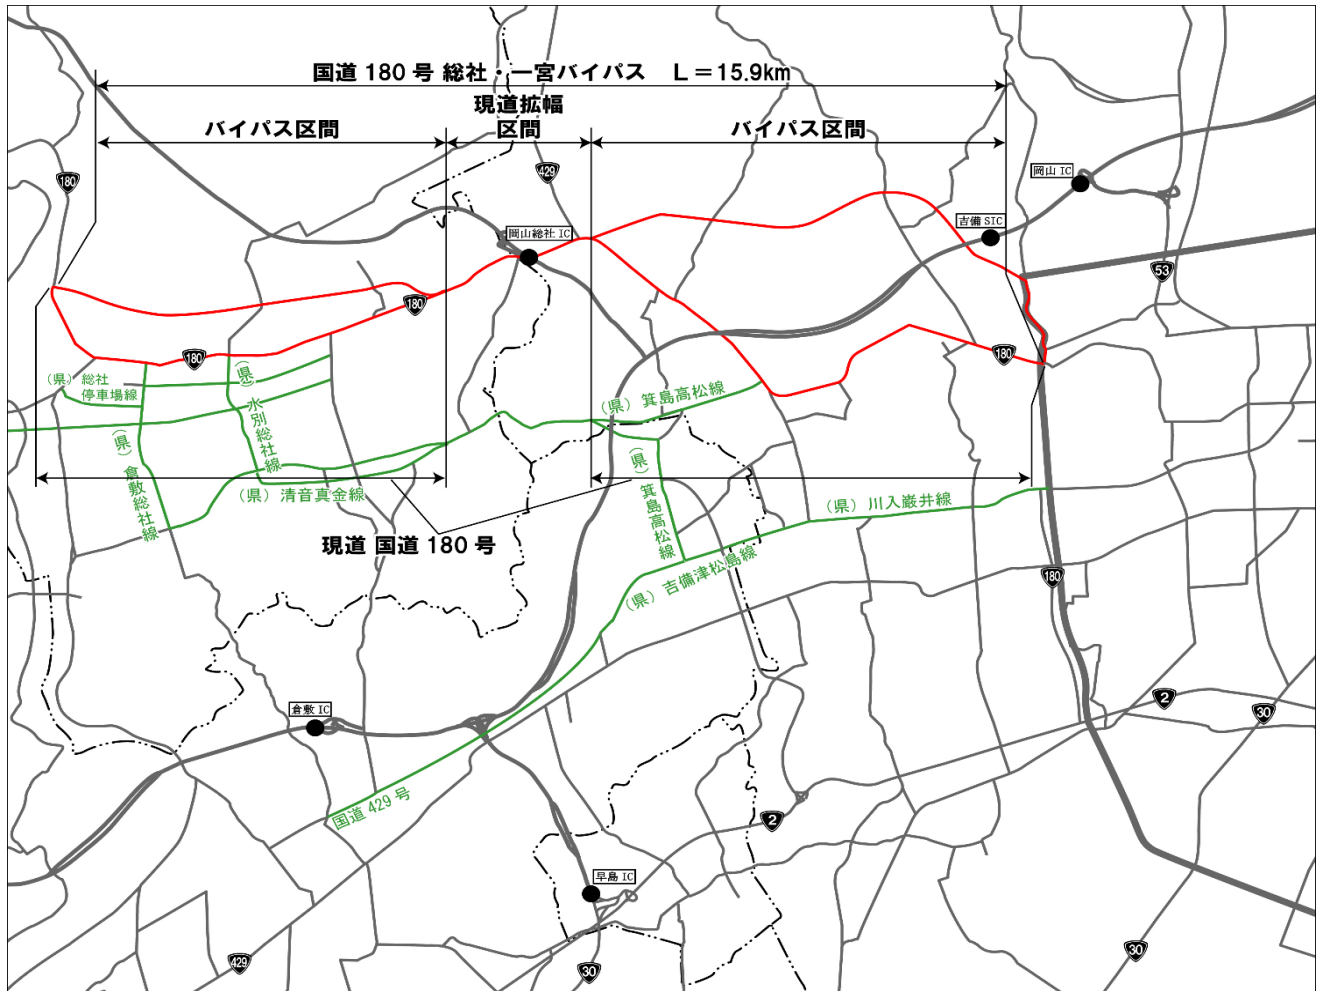 国道 180 号 総社・一宮バイパス L＝15.9km
現道拡幅
区間
バイパス区間
バイパス区間
180
429
岡山 IC
吉備 SIC
岡山総社 IC
53
180
180
180
（県）総社
停車場線
（県）水別総社線
（県）箕島高松線
（県）倉敷総社線
（県）清音真金線
（県）箕島高松線
（県）川入巌井線
現道 国道 180 号
（県）吉備津松島線
180
2
30
倉敷 IC
国道 429 号
2
早島 IC
429
30
30